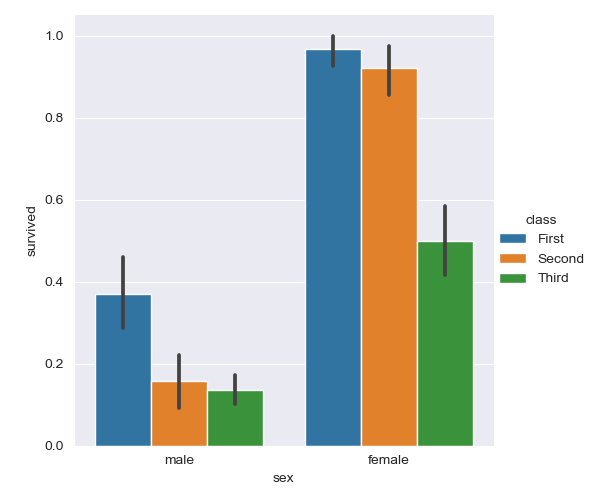 1.0
0.8
0.6
0.4
0.2
0.0
survived
male
female
sex
class
First
Second
Third